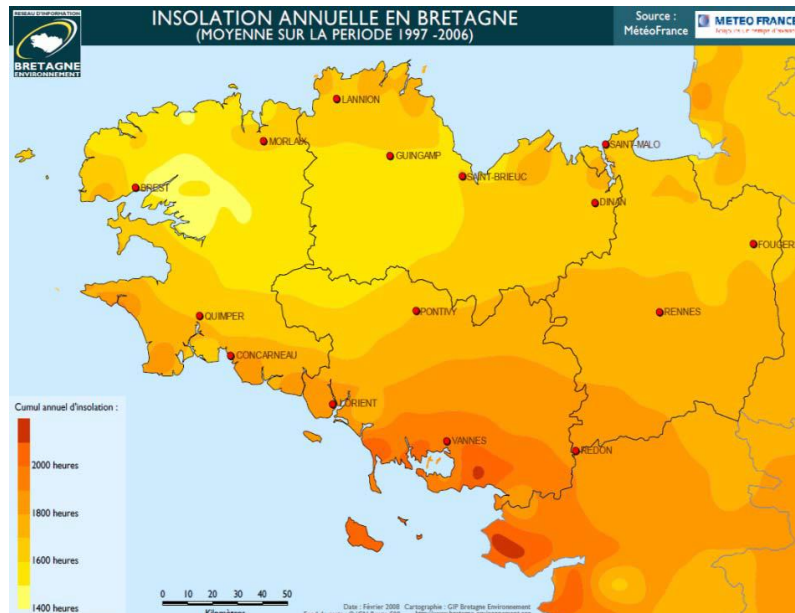 RESEAU D'INFORMATION
BRETAGNE
ENVIRONNEMENT
INSOLATION ANNUELLE EN BRETAGNE
(MOYENNE SUR LA PERIODE 1997 -2006)
Source :
MétéoFrance
METEO FRANCE
LANNION
MORLAIX
GUINGAMP
SAINT-MALO
BREST
SAINT-BRIEUC
DINAN
FOUGER
QUIMPER
PONTIVY
RENNES
CONCARNEAU
LORIENT
VANNES
REDON
Cumul annuel d'insolation :
2000 heures
1800 heures
1600 heures
1400 heures
0 10 20 30 40 50
Kilomètres
Date : Février 2008 Cartographie : GIP Bretagne Environnement